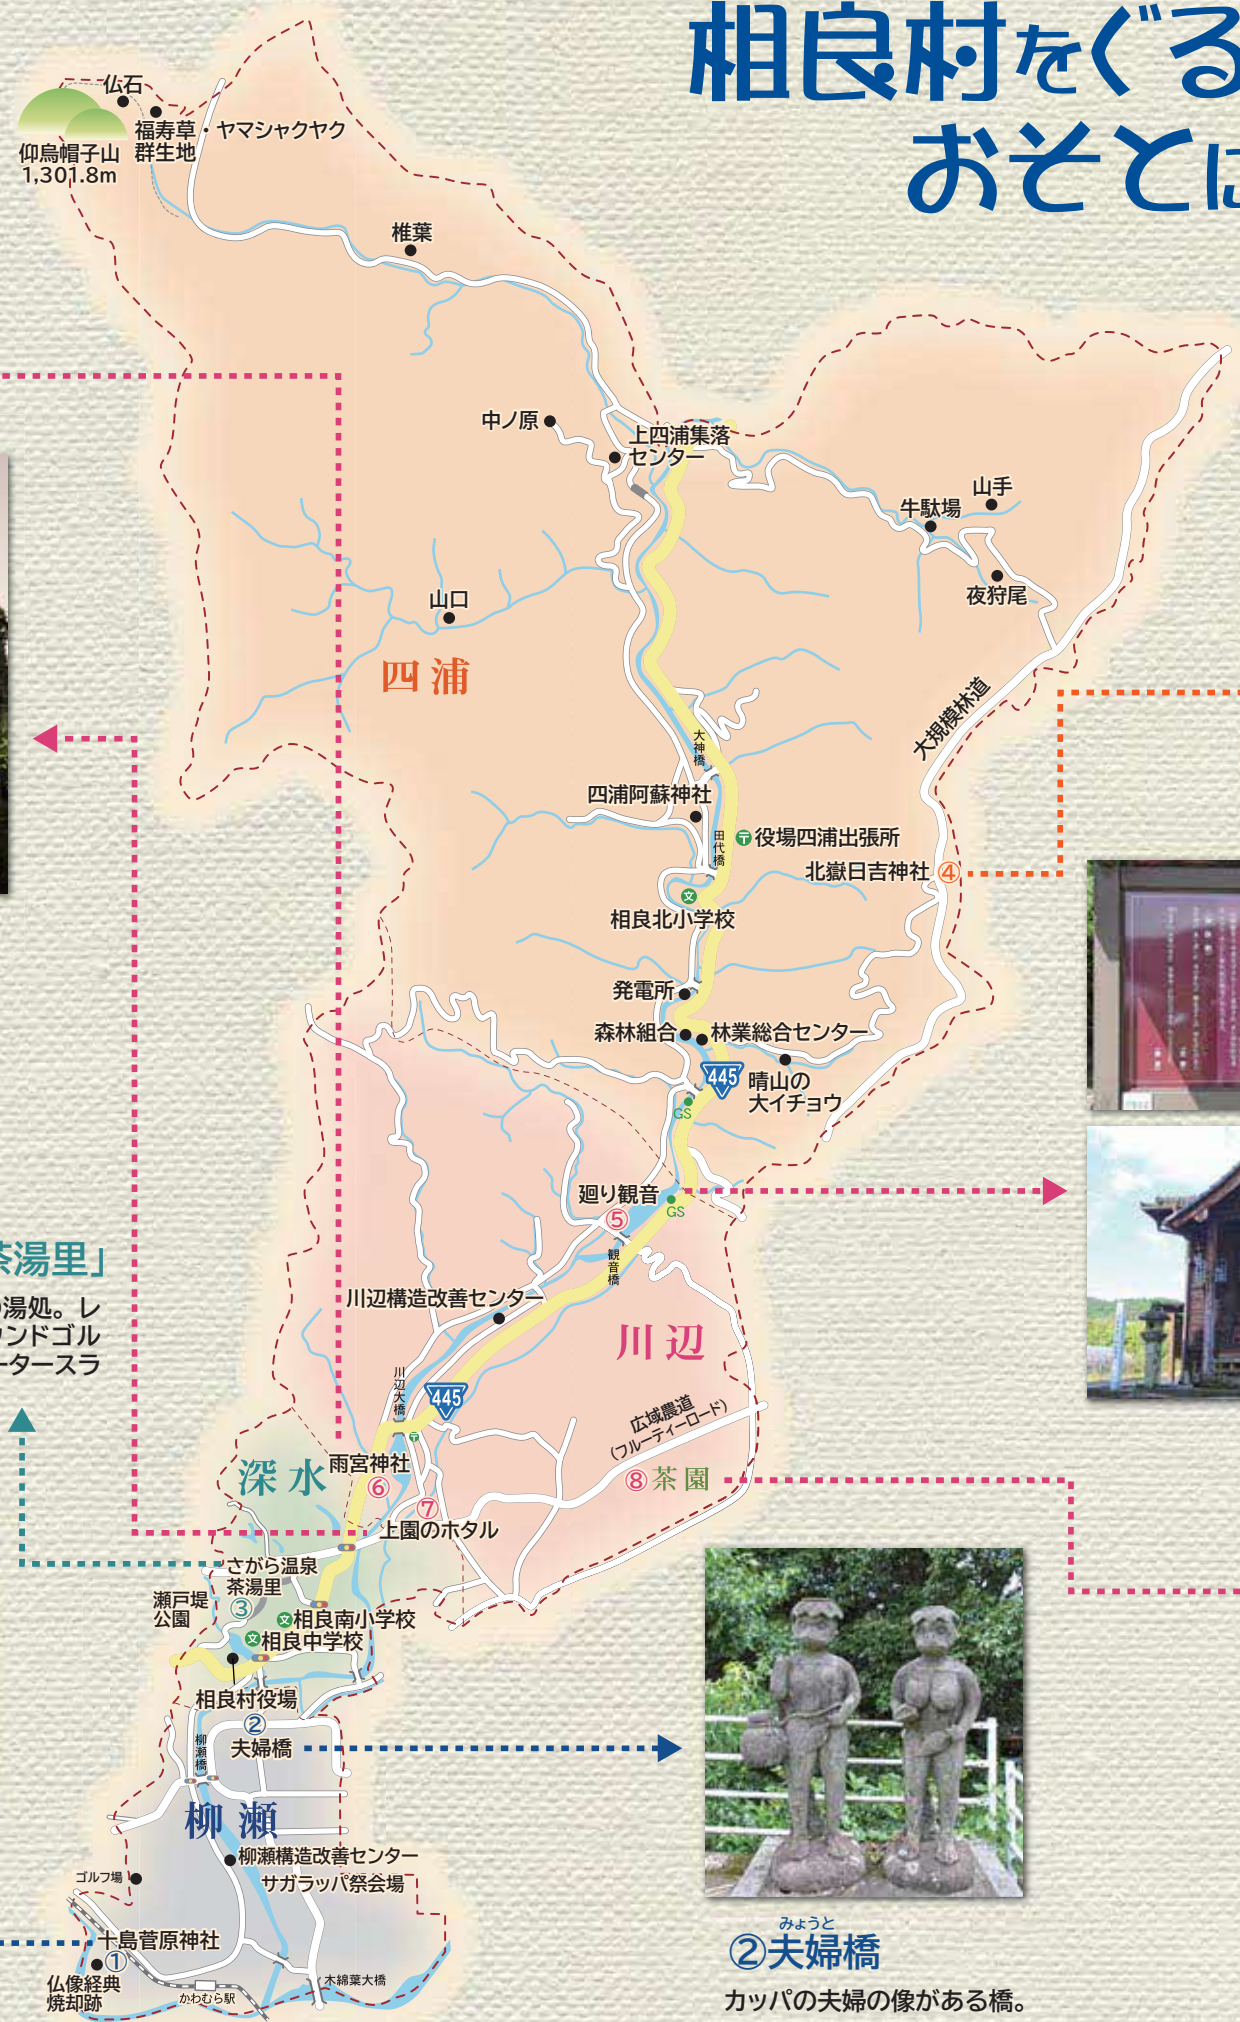 相良村をぐる
おそとに
仏石
福寿草・ヤマシャクヤク
群生地
仰烏帽子山
1,301.8m
椎葉
中ノ原
上四浦集落
センター
山手
牛駄場
夜狩尾
山口
四浦
大規模林道
大神橋
四浦阿蘇神社
田代橋
役場四浦出張所
北嶽日吉神社 ④
文
相良北小学校
発電所
森林組合
林業総合センター
445
晴山の
大イチョウ
GS
廻り観音
⑤
GS
観音橋
茶湯里」
湯処。レ
ウンドゴル
ータースラ
川辺構造改善センター
川辺
川辺大橋
445
広域農道
(フルーティーロード)
深水
雨宮神社
⑥
⑧茶園
⑦
上園のホタル
さがら温泉
茶湯里
③
瀬戸堤
公園
文 相良南小学校
文 相良中学校
相良村役場
②
夫婦橋
柳瀬橋
柳瀬
柳瀬構造改善センター
サガラッパ祭会場
ゴルフ場
十島菅原神社
①
仏像経典
焼却跡
かわむら駅
木綿葉大橋
みょうと
②夫婦橋
カッパの夫婦の像がある橋。